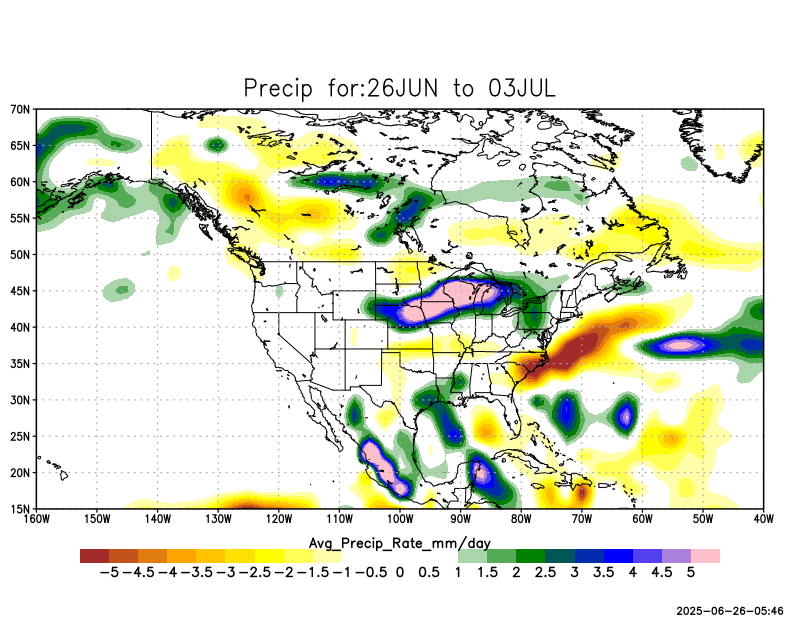 Precip for:26JUN to 03JUL
70N
65N
60N
55N
50N
45N
40N
35N
30N
25N
20N
15N
160W 150W 140W 130W 120W 110W 100W 90W 80W 70W 60W 50W 40W
Avg_Precip_Rate_mm/day
-5 -4.5 -4 -3.5 -3 -2.5 -2 -1.5 -1 -0.5 0 0.5 1 1.5 2 2.5 3 3.5 4 4.5 5
2025-06-26-05:46